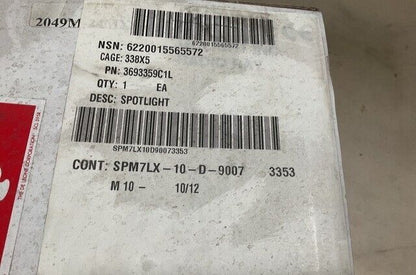 2049M
NSN: 6220015565572
6220015565572
CAGE: 338X5
PN: 3693359C1L
QTY: 1 EA
DESC: SPOTLIGHT
SPM7LX10D90073353
CONT: SPM7LX-10-D-9007 3353
M 10- 10/12